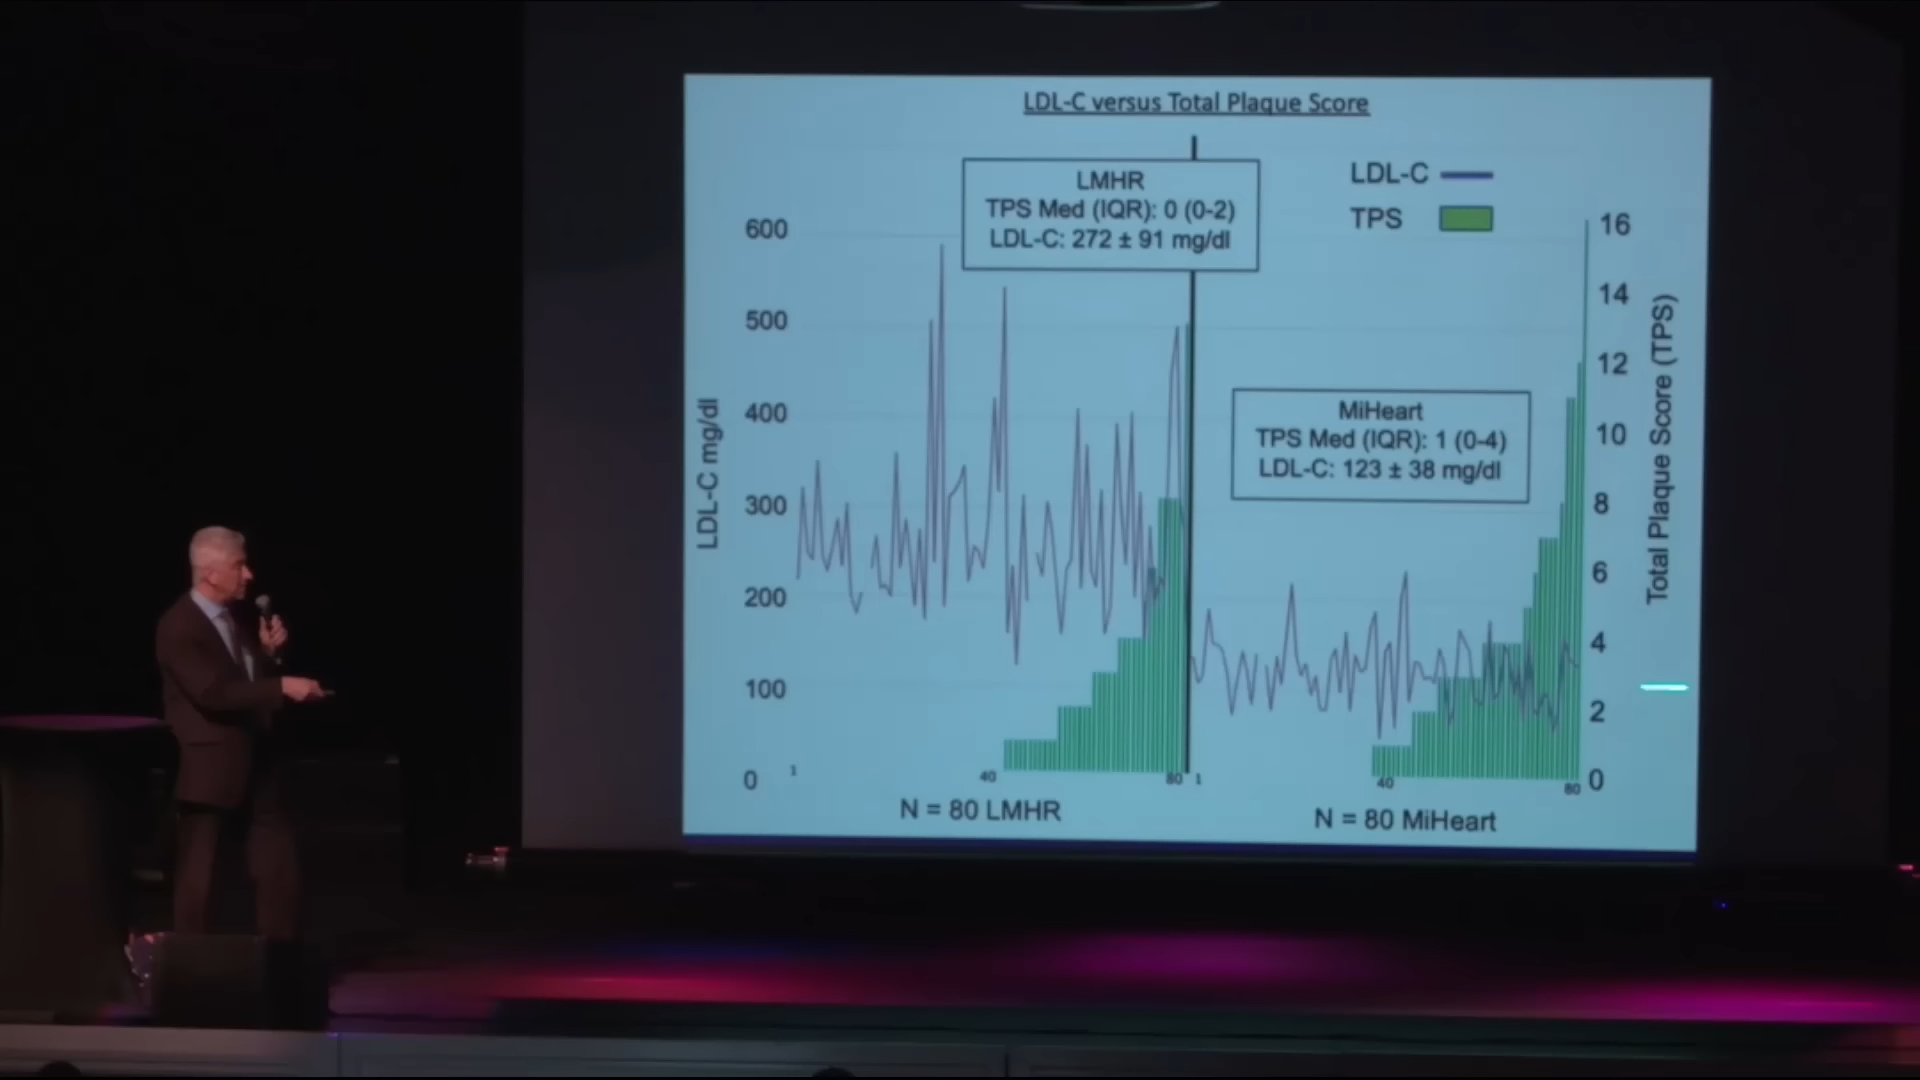 LDL-C versus Total Plaque Score
LMHR
TPS Med (IQR): 0 (0-2)
LDL-C: 272 ± 91 mg/dl
LDL-C
TPS
MiHeart
TPS Med (IQR): 1 (0-4)
LDL-C: 123 ± 38 mg/dl
LDL-C mg/dl
600
500
400
300
200
100
0
16
14
12
10
8
6
4
2
0
Total Plaque Score (TPS)
1
40
80
1
40
80
N = 80 LMHR
N = 80 MiHeart